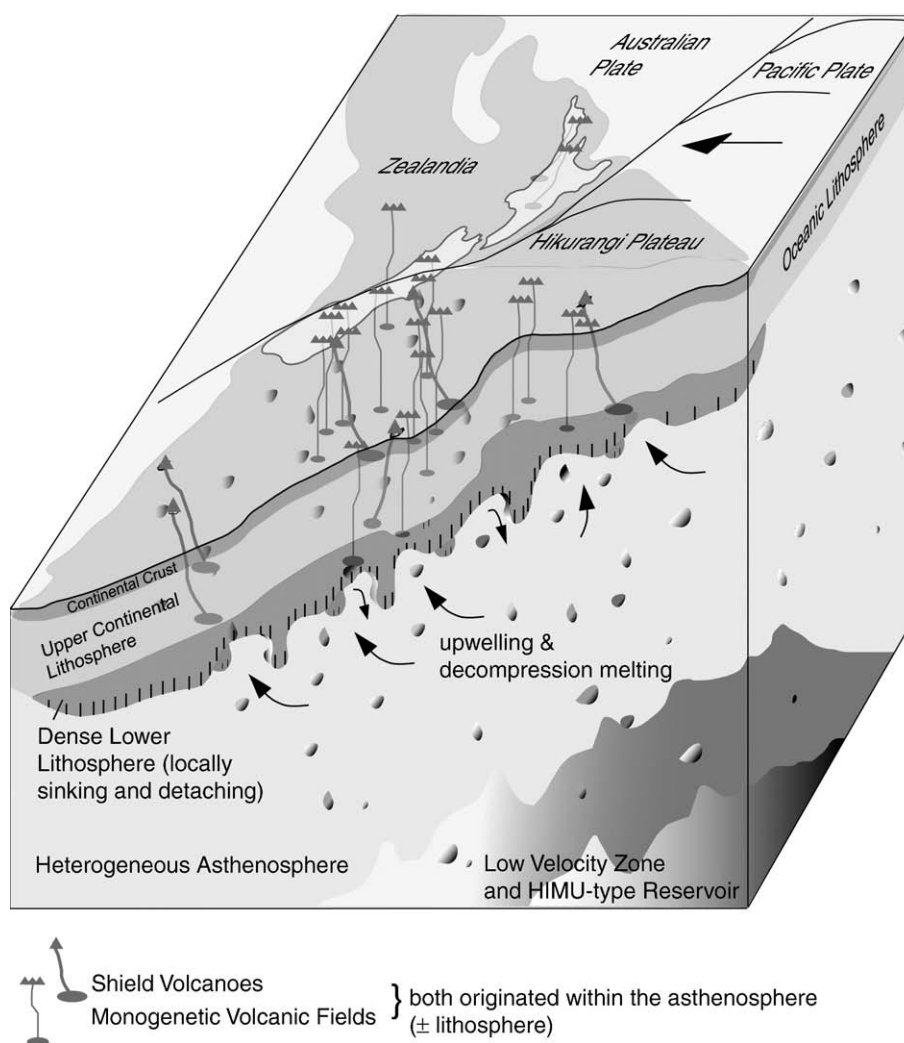 Australian
Plate
Pacific Plate
Zealandia
Oceanic Lithosphere
Hikurangi Plateau
Continental Crust
Upper Continental
Lithosphere
upwelling &
decompression melting
Dense Lower
Lithosphere (locally
sinking and detaching)
Heterogeneous Asthenosphere
Low Velocity Zone
and HIMU-type Reservoir
Shield Volcanoes
Monogenetic Volcanic Fields
} both originated within the asthenosphere
(± lithosphere)